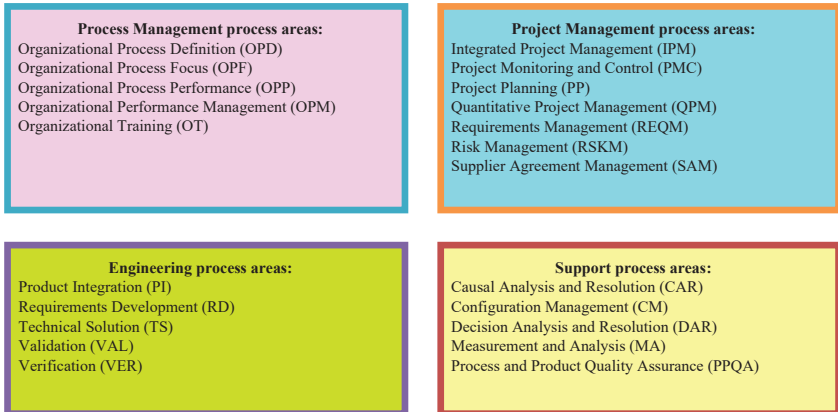 Process Management process areas:
Organizational Process Definition (OPD)
Organizational Process Focus (OPF)
Organizational Process Performance (OPP)
Organizational Performance Management (OPM)
Organizational Training (OT)
Project Management process areas:
Integrated Project Management (IPM)
Project Monitoring and Control (PMC)
Project Planning (PP)
Quantitative Project Management (QPM)
Requirements Management (REQM)
Risk Management (RSKM)
Supplier Agreement Management (SAM)
Engineering process areas:
Product Integration (PI)
Requirements Development (RD)
Technical Solution (TS)
Validation (VAL)
Verification (VER)
Support process areas:
Causal Analysis and Resolution (CAR)
Configuration Management (CM)
Decision Analysis and Resolution (DAR)
Measurement and Analysis (MA)
Process and Product Quality Assurance (PPQA)